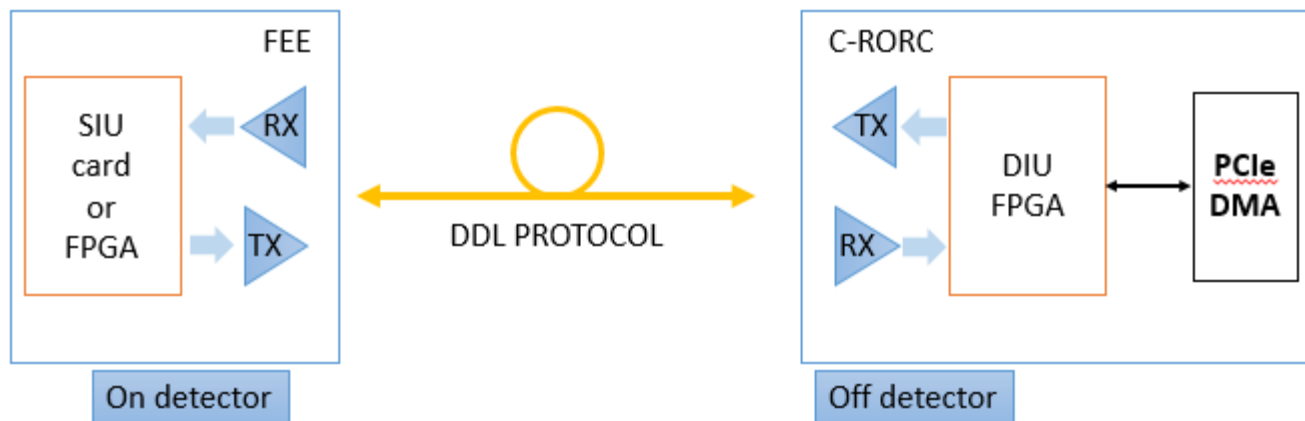 FEE
SIU
card
or
FPGA
RX
TX
On detector
DDL PROTOCOL
C-RORC
TX
RX
DIU
FPGA
PCIe
DMA
Off detector